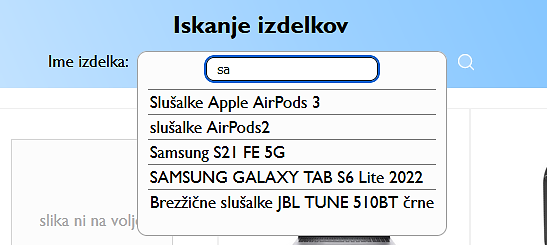 Iskanje izdelkov
Ime izdelka:
sa
Slušalke Apple AirPods 3
slušalke AirPods2
Samsung S21 FE 5G
SAMSUNG GALAXY TAB S6 Lite 2022
Brezžične slušalke JBL TUNE 510BT črne
slika ni na volje